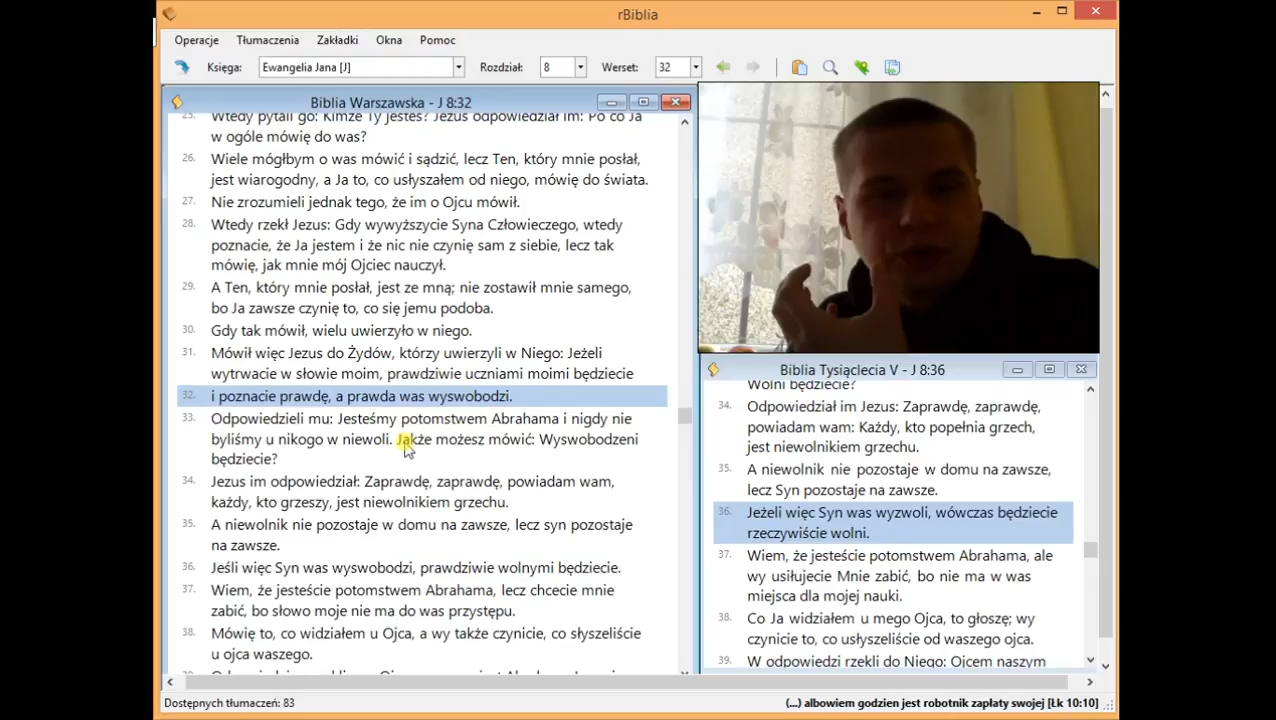 rBiblia
Operacje Tłumaczenia Zakładki Okna Pomoc
Księga: Ewangelia Jana [J] Rozdział: 8 Werset: 32
Biblia Warszawska - J 8:32
25. Wtedy pytali go: Kimże Ty jesteś? Jezus odpowiedział im: Po co Ja
w ogóle mówię do was?
26. Wiele mógłbym o was mówić i sądzić, lecz Ten, który mnie posłał,
jest wiarogodny, a Ja to, co usłyszałem od niego, mówię do świata.
27. Nie zrozumieli jednak tego, że im o Ojcu mówił.
28. Wtedy rzekł Jezus: Gdy wywyższycie Syna Człowieczego, wtedy
poznacie, że Ja jestem i że nic nie czynię sam z siebie, lecz tak
mówię, jak mnie mój Ojciec nauczył.
29. A Ten, który mnie posłał, jest ze mną; nie zostawił mnie samego,
bo Ja zawsze czynię to, co się jemu podoba.
30. Gdy tak mówił, wielu uwierzyło w niego.
31. Mówił więc Jezus do Żydów, którzy uwierzyli w Niego: Jeżeli
wytrwacie w słowie moim, prawdziwie uczniami moimi będziecie
32. i poznacie prawdę, a prawda was wyswobodzi.
33. Odpowiedzieli mu: Jesteśmy potomstwem Abrahama i nigdy nie
byliśmy u nikogo w niewoli. Jakże możesz mówić: Wyswobodzeni
będziecie?
34. Jezus im odpowiedział: Zaprawdę, zaprawdę, powiadam wam,
każdy, kto grzeszy, jest niewolnikiem grzechu.
35. A niewolnik nie pozostaje w domu na zawsze, lecz syn pozostaje
na zawsze.
36. Jeśli więc Syn was wyswobodzi, prawdziwie wolnymi będziecie.
37. Wiem, że jesteście potomstwem Abrahama, lecz chcecie mnie
zabić, bo słowo moje nie ma do was przystępu.
38. Mówię to, co widziałem u Ojca, a wy także czynicie, co słyszeliście
u ojca waszego.
Biblia Tysiąclecia V - J 8:36
Wolni będziecie?
34. Odpowiedział im Jezus: Zaprawdę, zaprawdę,
powiadam wam: Każdy, kto popełnia grzech,
jest niewolnikiem grzechu.
35. A niewolnik nie pozostaje w domu na zawsze,
lecz Syn pozostaje na zawsze.
36. Jeżeli więc Syn was wyzwoli, wówczas będziecie
rzeczywiście wolni.
37. Wiem, że jesteście potomstwem Abrahama, ale
wy usiłujecie Mnie zabić, bo nie ma w was
miejsca dla mojej nauki.
38. Co Ja widziałem u mego Ojca, to głoszę; wy
czynicie to, co usłyszeliście od waszego ojca.
39. W odpowiedzi rzekli do Niego: Ojcem naszym
Dostępnych tłumaczeń: 83
(...) albowiem godzien jest robotnik zapłaty swojej [Łk 10:10]